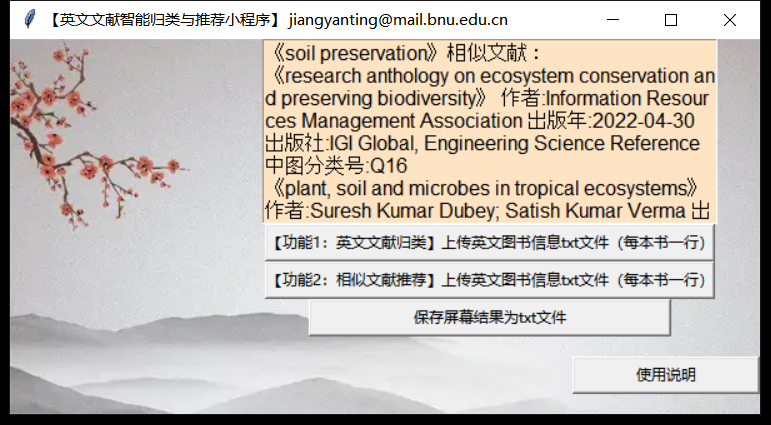 【英文文献智能归类与推荐小程序】 jiangyanting@mail.bnu.edu.cn
《soil preservation》相似文献：
《research anthology on ecosystem conservation an
d preserving biodiversity》 作者:Information Resour
ces Management Association 出版年:2022-04-30
出版社:IGI Global, Engineering Science Reference
中图分类号:Q16
《plant, soil and microbes in tropical ecosystems》
作者:Suresh Kumar Dubey; Satish Kumar Verma 出
【功能1：英文文献归类】上传英文图书信息txt文件（每本书一行）
【功能2：相似文献推荐】上传英文图书信息txt文件（每本书一行）
保存屏幕结果为txt文件
使用说明